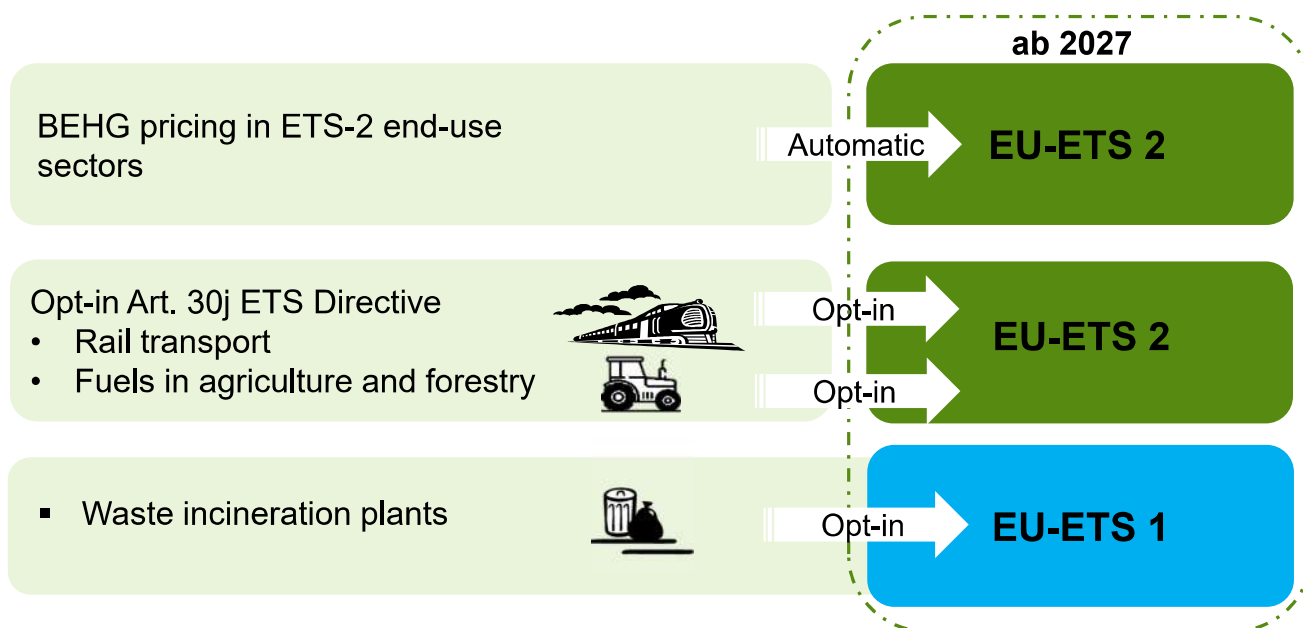 ab 2027
BEHG pricing in ETS-2 end-use
sectors
Automatic
EU-ETS 2
Opt-in Art. 30j ETS Directive
• Rail transport
• Fuels in agriculture and forestry
Opt-in
Opt-in
EU-ETS 2
▪ Waste incineration plants
Opt-in
EU-ETS 1